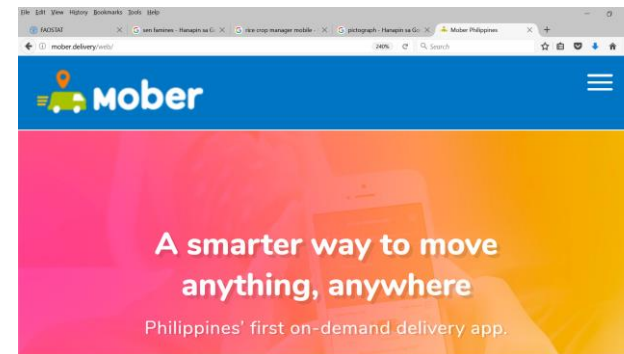 File Edit View History Bookmarks Tools Help
FAOSTAT
sen famines - Hanapin sa Go
rice crop manager mobile -
pictograph - Hanapin sa Go
Mober Philippines
mober.delivery/web/
240%
Search
Mober
A smarter way to move
anything, anywhere
Philippines' first on-demand delivery app.